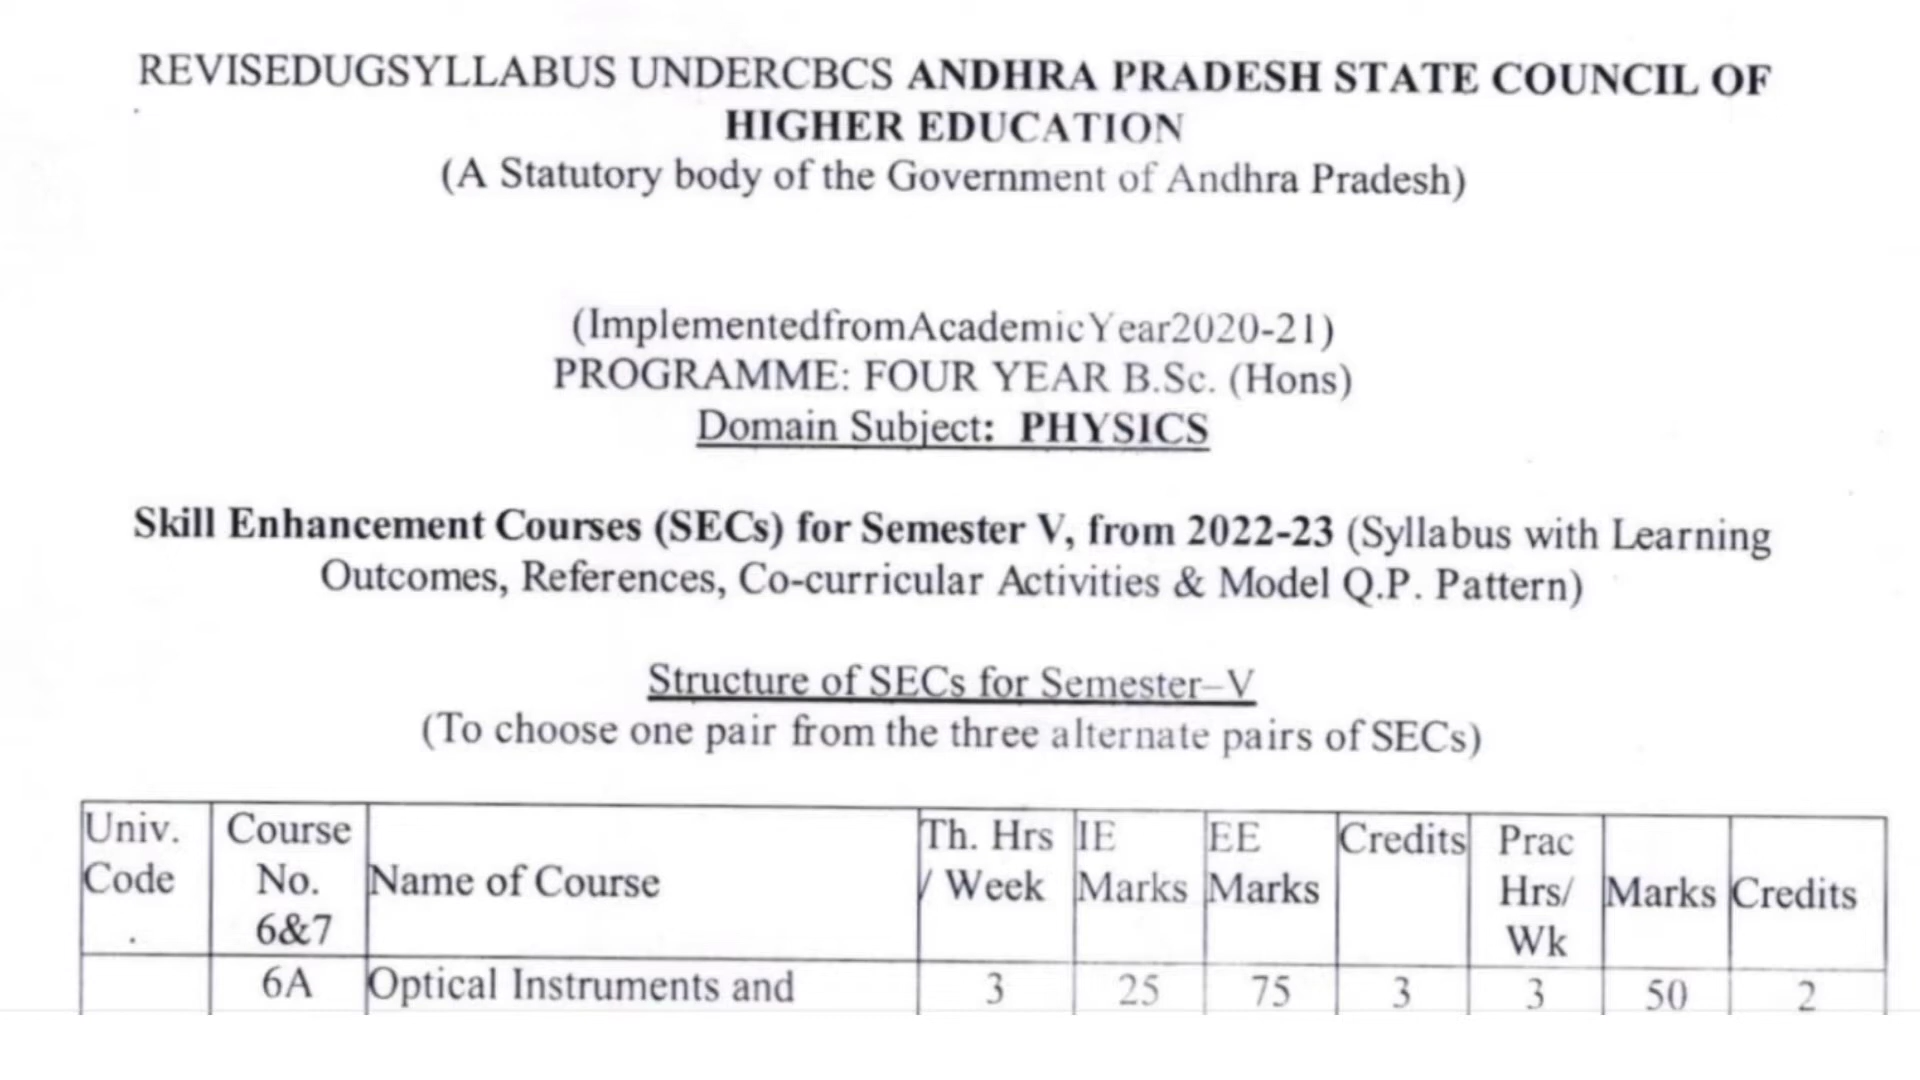 REVISEDUGSYLLABUS UNDERCBCS ANDHRA PRADESH STATE COUNCIL OF
HIGHER EDUCATION
(A Statutory body of the Government of Andhra Pradesh)
(ImplementedfromAcademicYear2020-21)
PROGRAMME: FOUR YEAR B.Sc. (Hons)
Domain Subject: PHYSICS
Skill Enhancement Courses (SECs) for Semester V, from 2022-23 (Syllabus with Learning
Outcomes, References, Co-curricular Activities & Model Q.P. Pattern)
Structure of SECs for Semester–V
(To choose one pair from the three alternate pairs of SECs)
Univ. Code
Course No. 6&7
Name of Course
Th. Hrs / Week
IE Marks
EE Marks
Credits
Prac Hrs/ Wk
Marks
Credits
6A Optical Instruments and 3 25 75 3 3 50 2